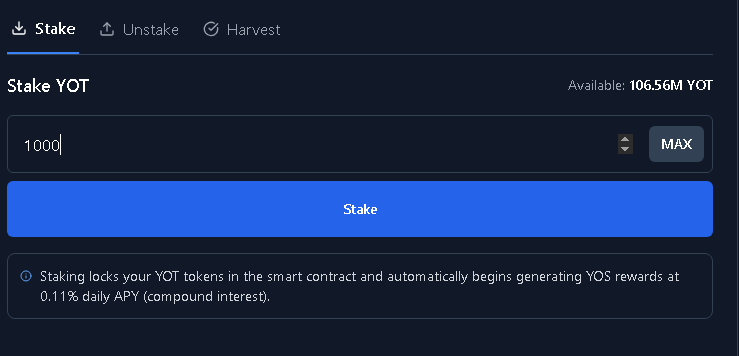 Stake Unstake Harvest
Stake YOT Available: 106.56M YOT
1000 MAX
Stake
Staking locks your YOT tokens in the smart contract and automatically begins generating YOS rewards at
0.11% daily APY (compound interest).